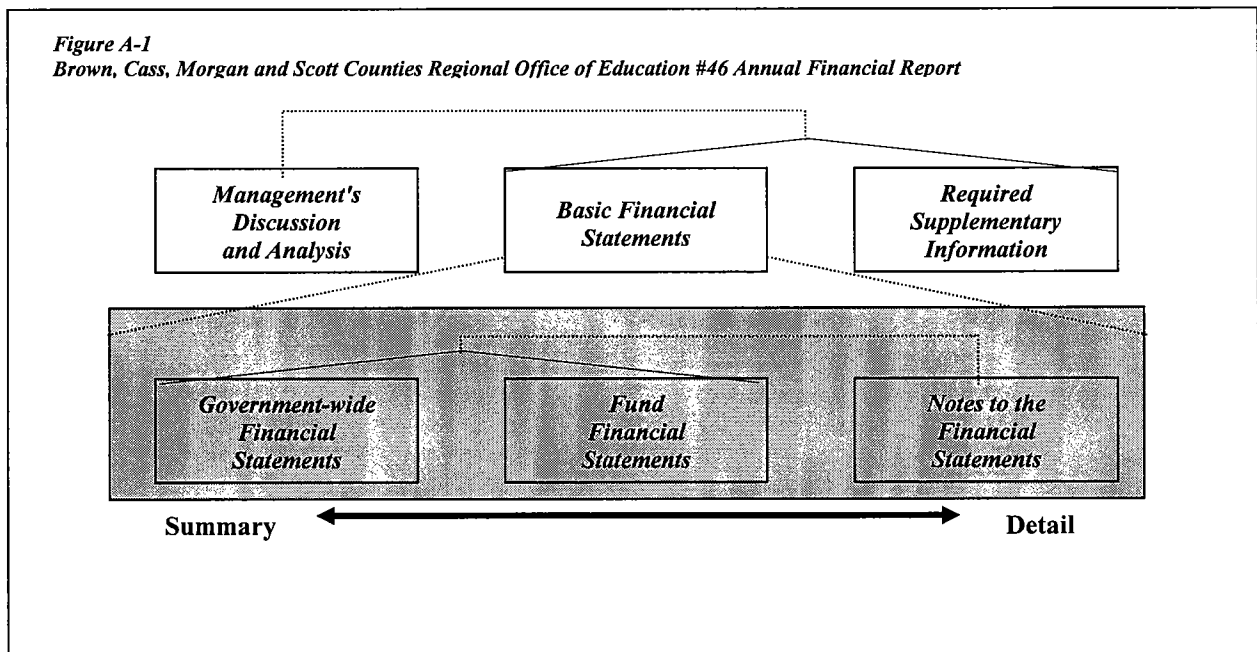 Figure A-1
Brown, Cass, Morgan and Scott Counties Regional Office of Education #46 Annual Financial Report
Management's
Discussion
and Analysis
Basic Financial
Statements
Required
Supplementary
Information
Government-wide
Financial
Statements
Fund
Financial
Statements
Notes to the
Financial
Statements
Summary
Detail